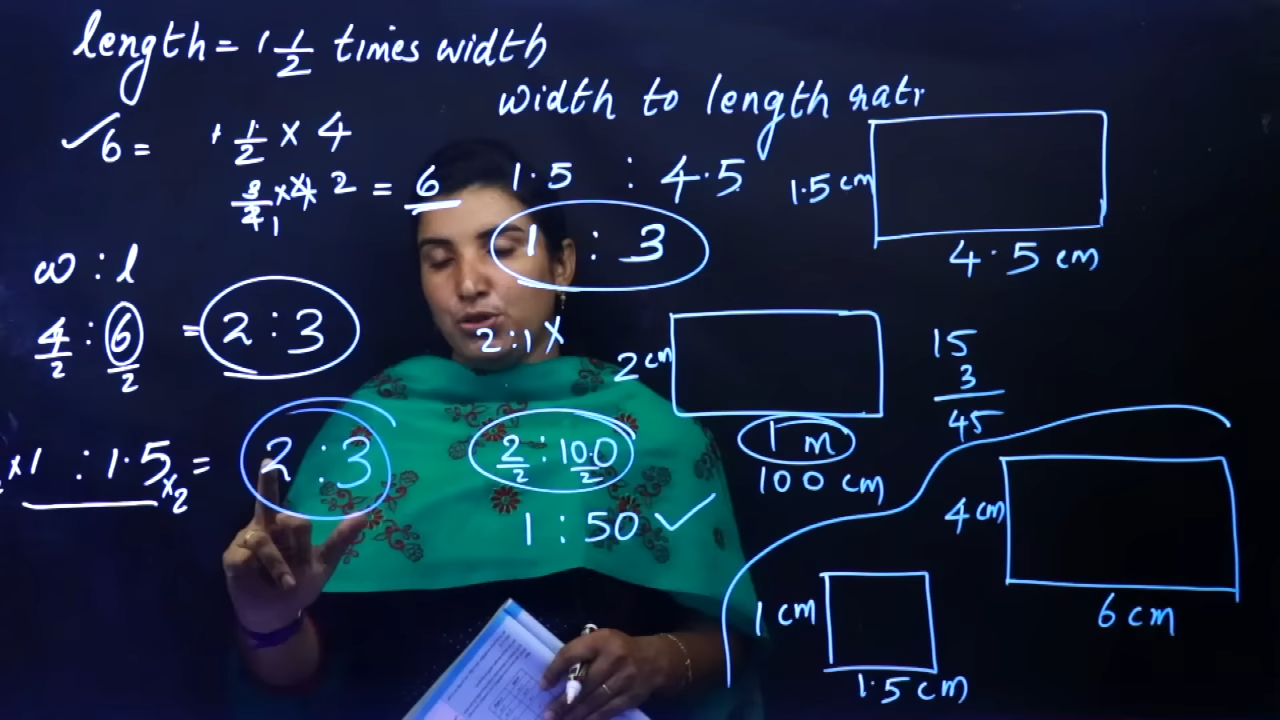 length = 1 1/2 times width
width to length rati
✓6 = 1 1/2 × 4
3/2 × 4 2 = 6
1
w : l
4/2 : 6/2 = 2 : 3
×1 : 1.5 ×2 = 2 : 3
1.5 : 4.5
1 : 3
1.5 cm
4.5 cm
2 : 1 ×
2 cm
1 m
100 cm
2/2 : 100/2
1 : 50 ✓
15
3
45
4 cm
6 cm
1 cm
1.5 cm